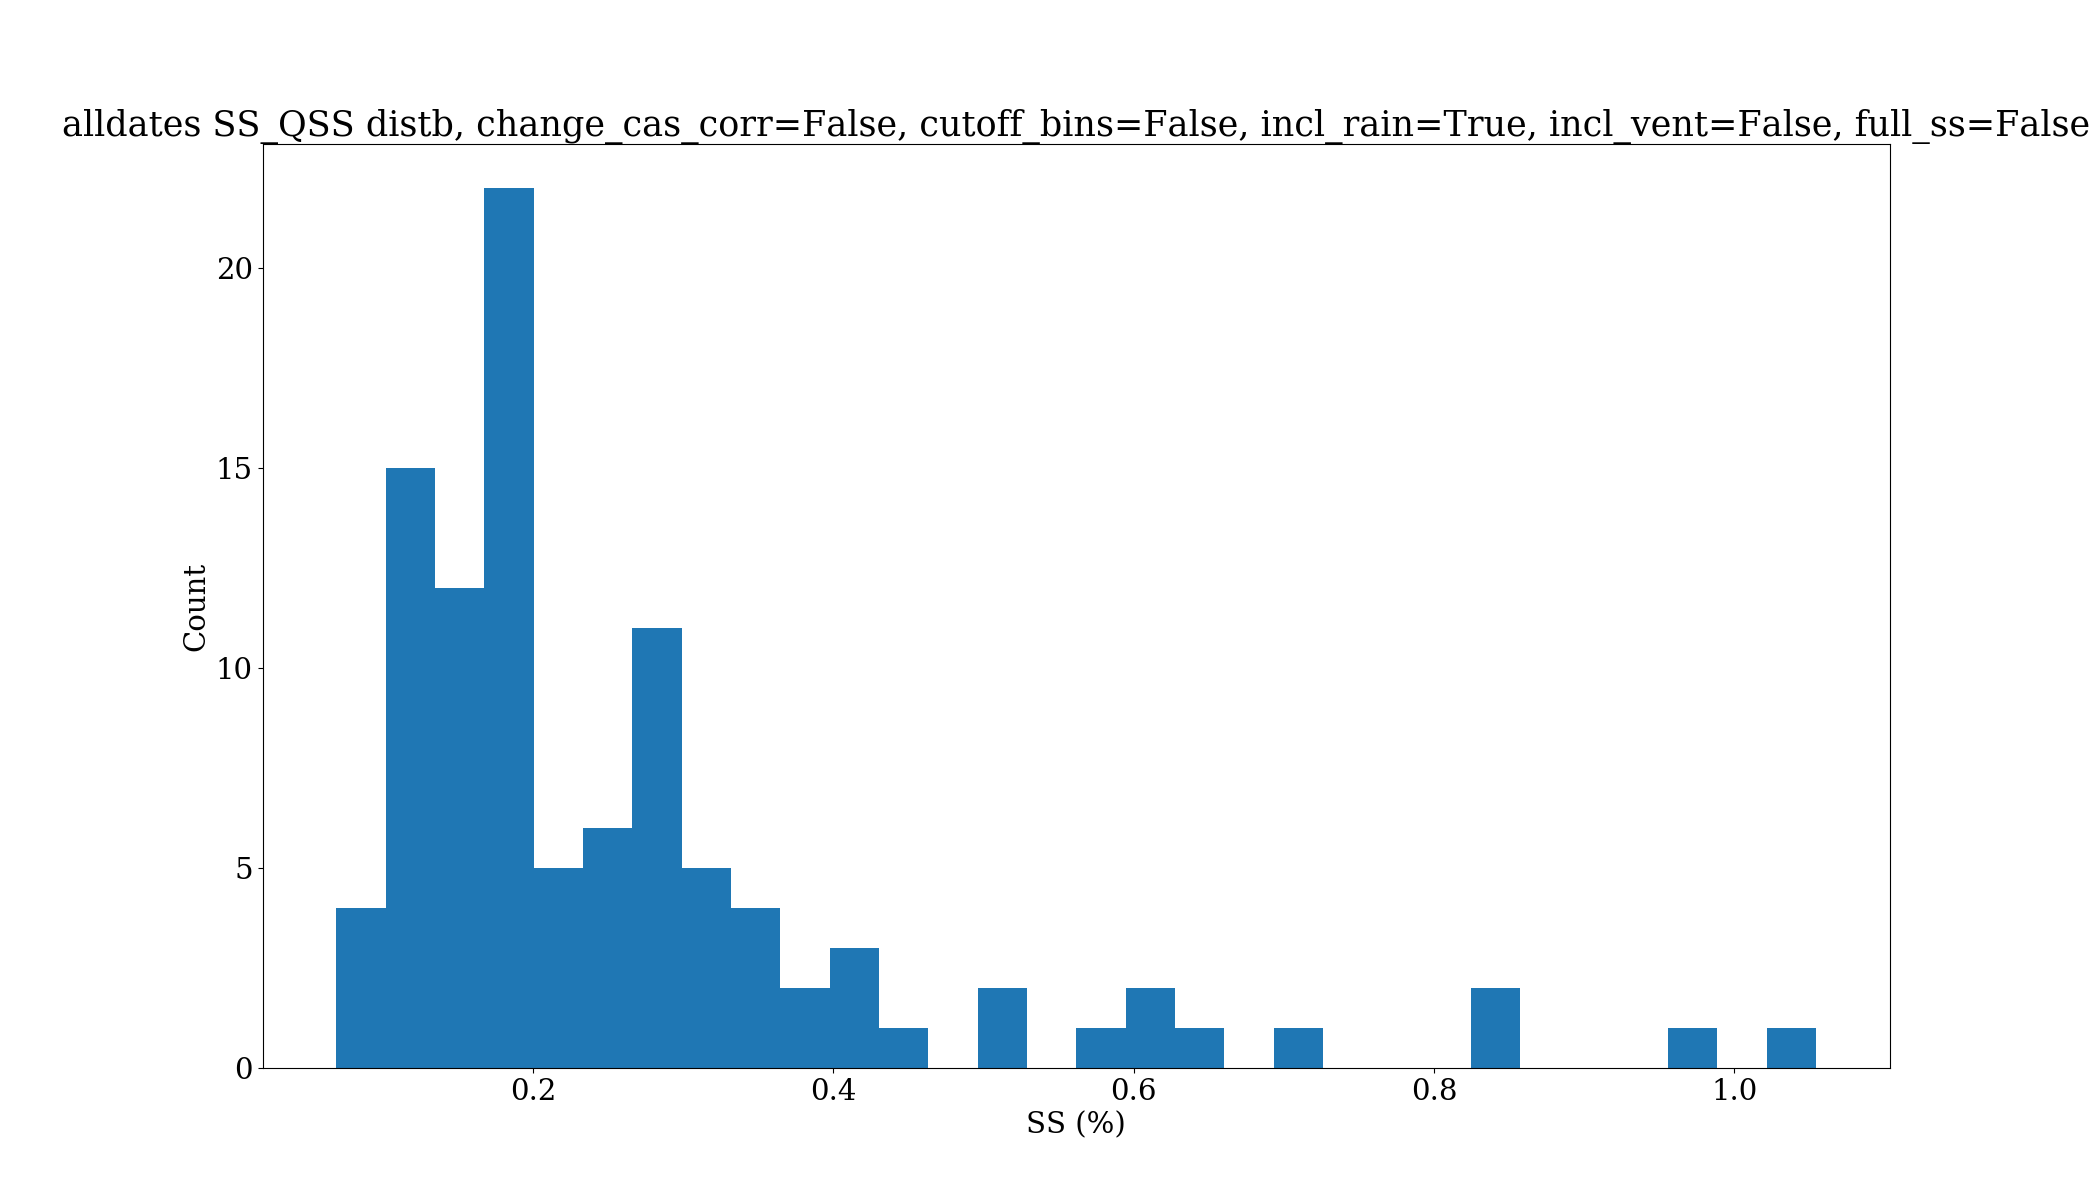 alldates SS_QSS distb, change_cas_corr=False, cutoff_bins=False, incl_rain=True, incl_vent=False, full_ss=False
20
15
10
5
0
Count
0.2 0.4 0.6 0.8 1.0
SS (%)